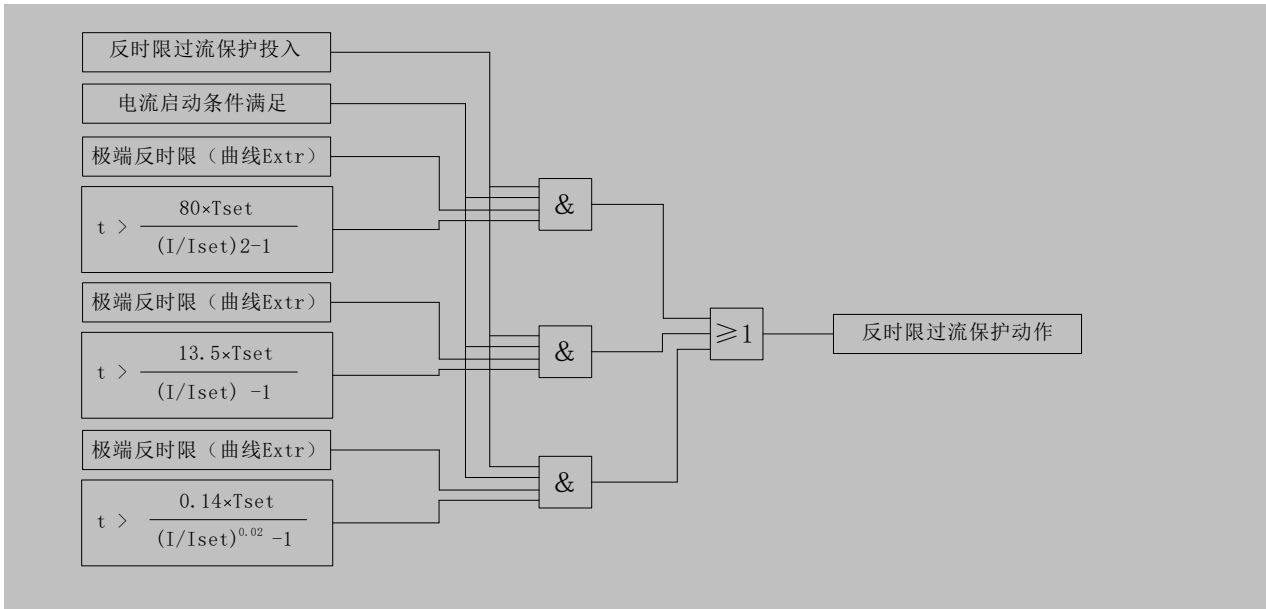 反时限过流保护投入
电流启动条件满足
极端反时限（曲线Extr）
80×Tset
t >
(I/Iset)2-1
&
极端反时限（曲线Extr）
13.5×Tset
t >
(I/Iset) -1
&
≥1
反时限过流保护动作
极端反时限（曲线Extr）
0.14×Tset
t >
(I/Iset)0.02 -1
&